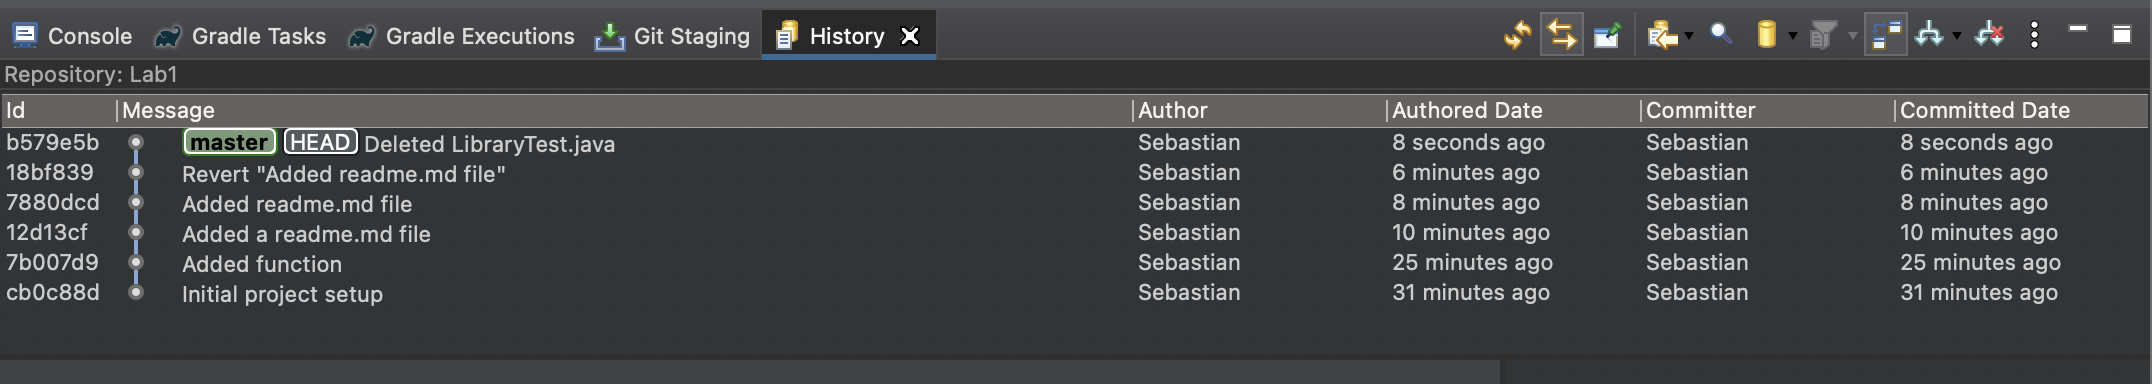 Console Gradle Tasks Gradle Executions Git Staging History
Repository: Lab1
Id Message Author Authored Date Committer Committed Date
b579e5b master HEAD Deleted LibraryTest.java Sebastian 8 seconds ago Sebastian 8 seconds ago
18bf839 Revert "Added readme.md file" Sebastian 6 minutes ago Sebastian 6 minutes ago
7880dcd Added readme.md file Sebastian 8 minutes ago Sebastian 8 minutes ago
12d13cf Added a readme.md file Sebastian 10 minutes ago Sebastian 10 minutes ago
7b007d9 Added function Sebastian 25 minutes ago Sebastian 25 minutes ago
cb0c88d Initial project setup Sebastian 31 minutes ago Sebastian 31 minutes ago